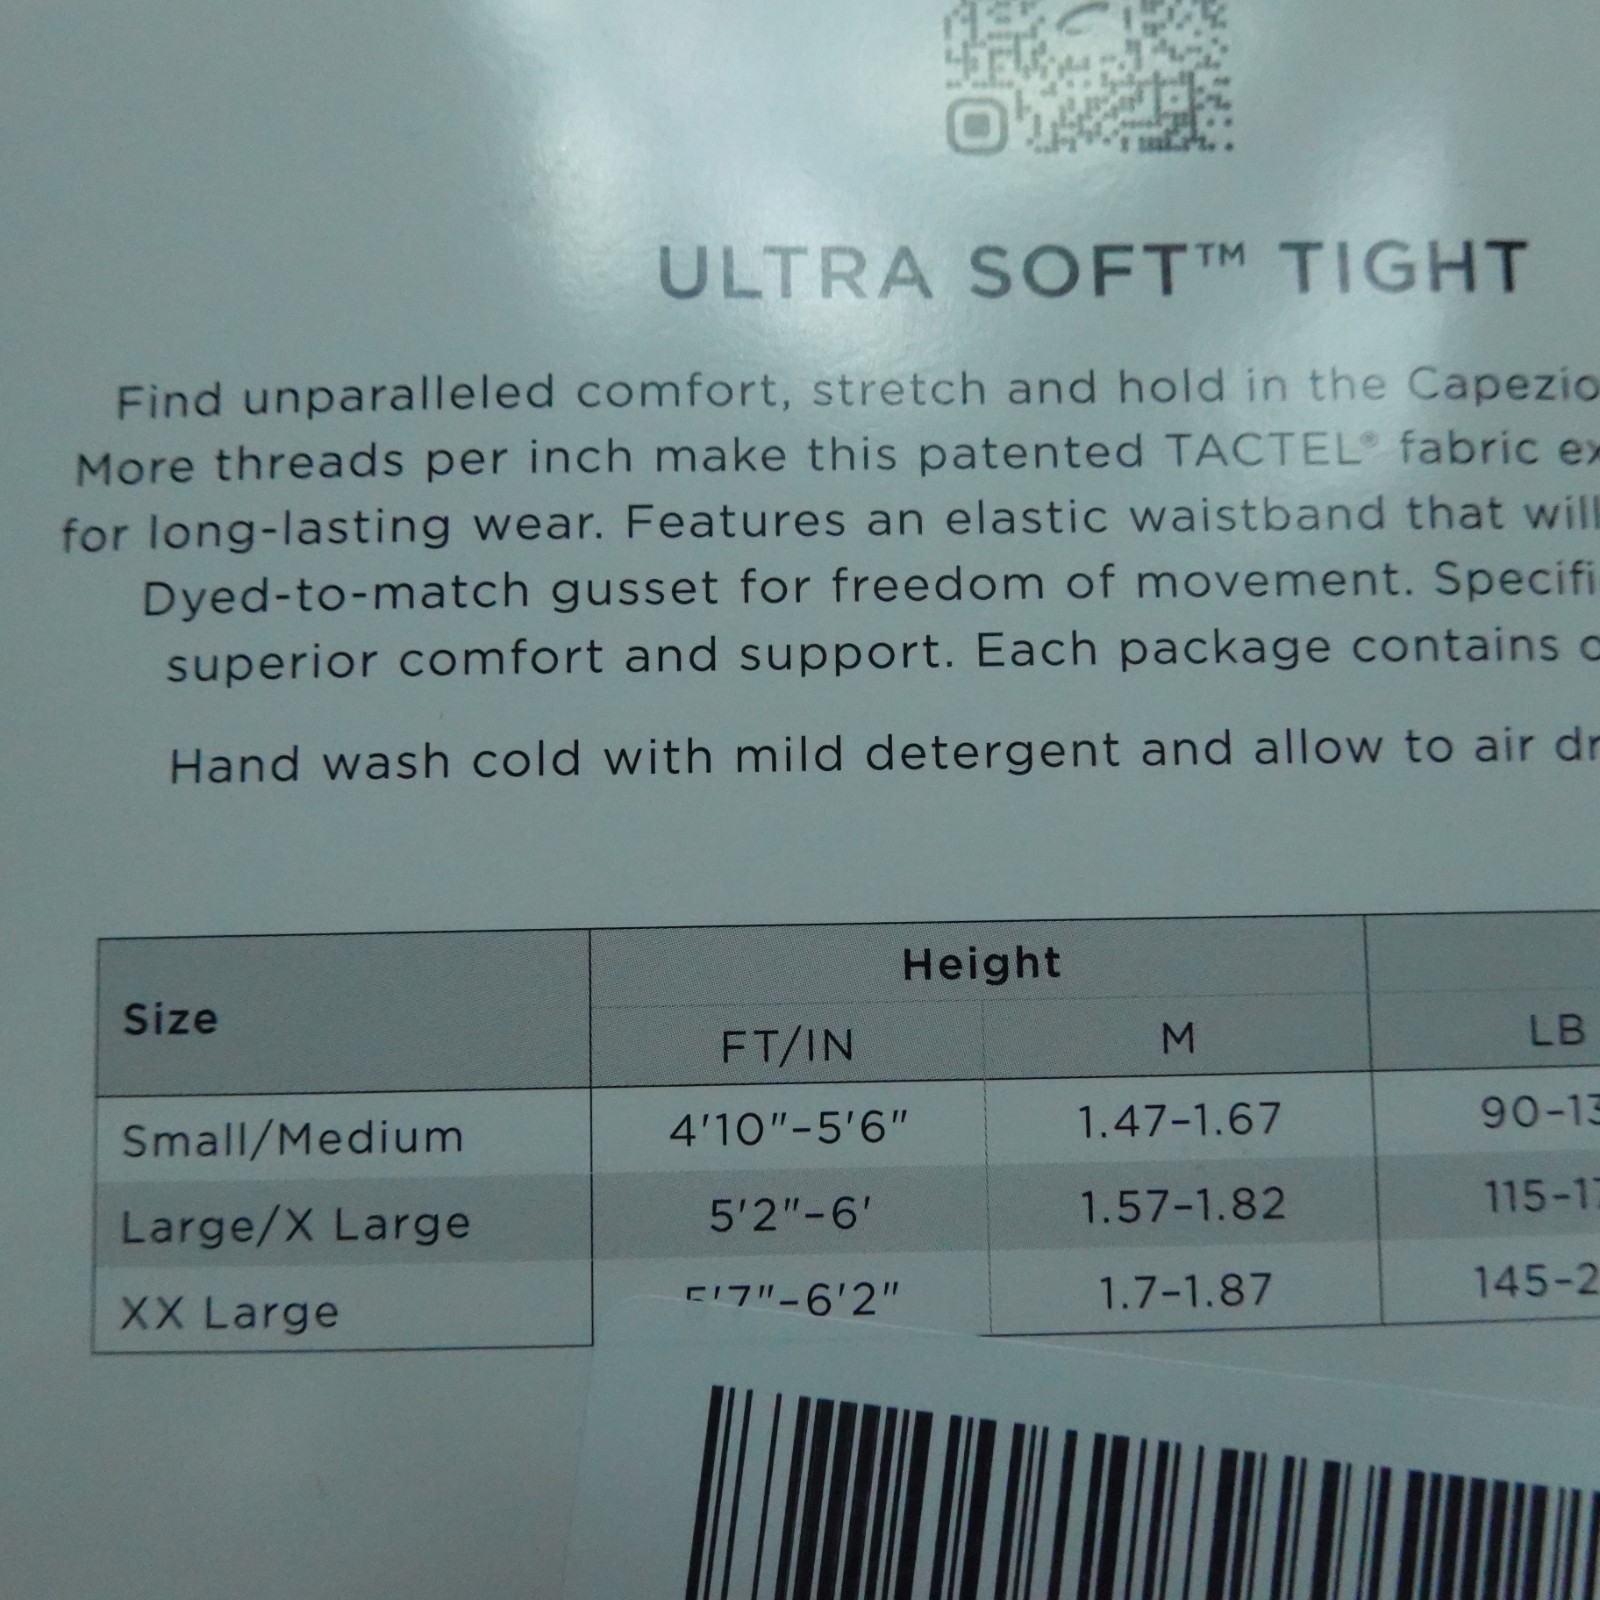 ULTRA SOFT™ TIGHT
Find unparalleled comfort, stretch and hold in the Capezio
More threads per inch make this patented TACTEL® fabric
for long-lasting wear. Features an elastic waistband that will
Dyed-to-match gusset for freedom of movement.
superior comfort and support. Each package contains
Hand wash cold with mild detergent and allow to air
Size
Height
FT/IN M LB
Small/Medium 4'10"-5'6" 1.47-1.67
Large/X Large 5'2"-6' 1.57-1.82
XX Large 5'7"-6'2" 1.7-1.87